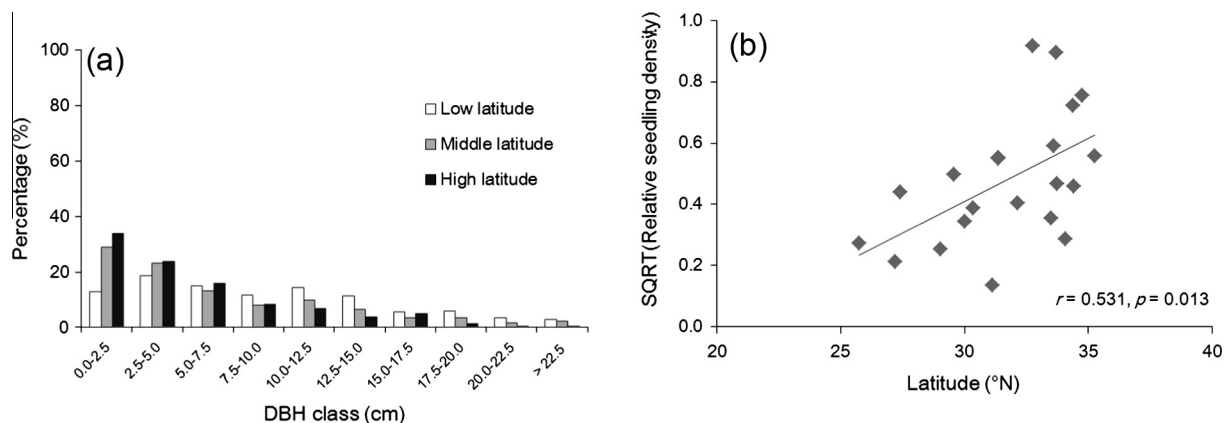 (a)
100
80
60
40
20
0
Percentage (%)
Low latitude
Middle latitude
High latitude
0.0-2.5
2.5-5.0
5.0-7.5
7.5-10.0
10.0-12.5
12.5-15.0
15.0-17.5
17.5-20.0
20.0-22.5
> 22.5
DBH class (cm)
(b)
1.0
0.8
0.6
0.4
0.2
0.0
SQRT(Relative seedling density)
r = 0.531, p = 0.013
20
25
30
35
40
Latitude (°N)